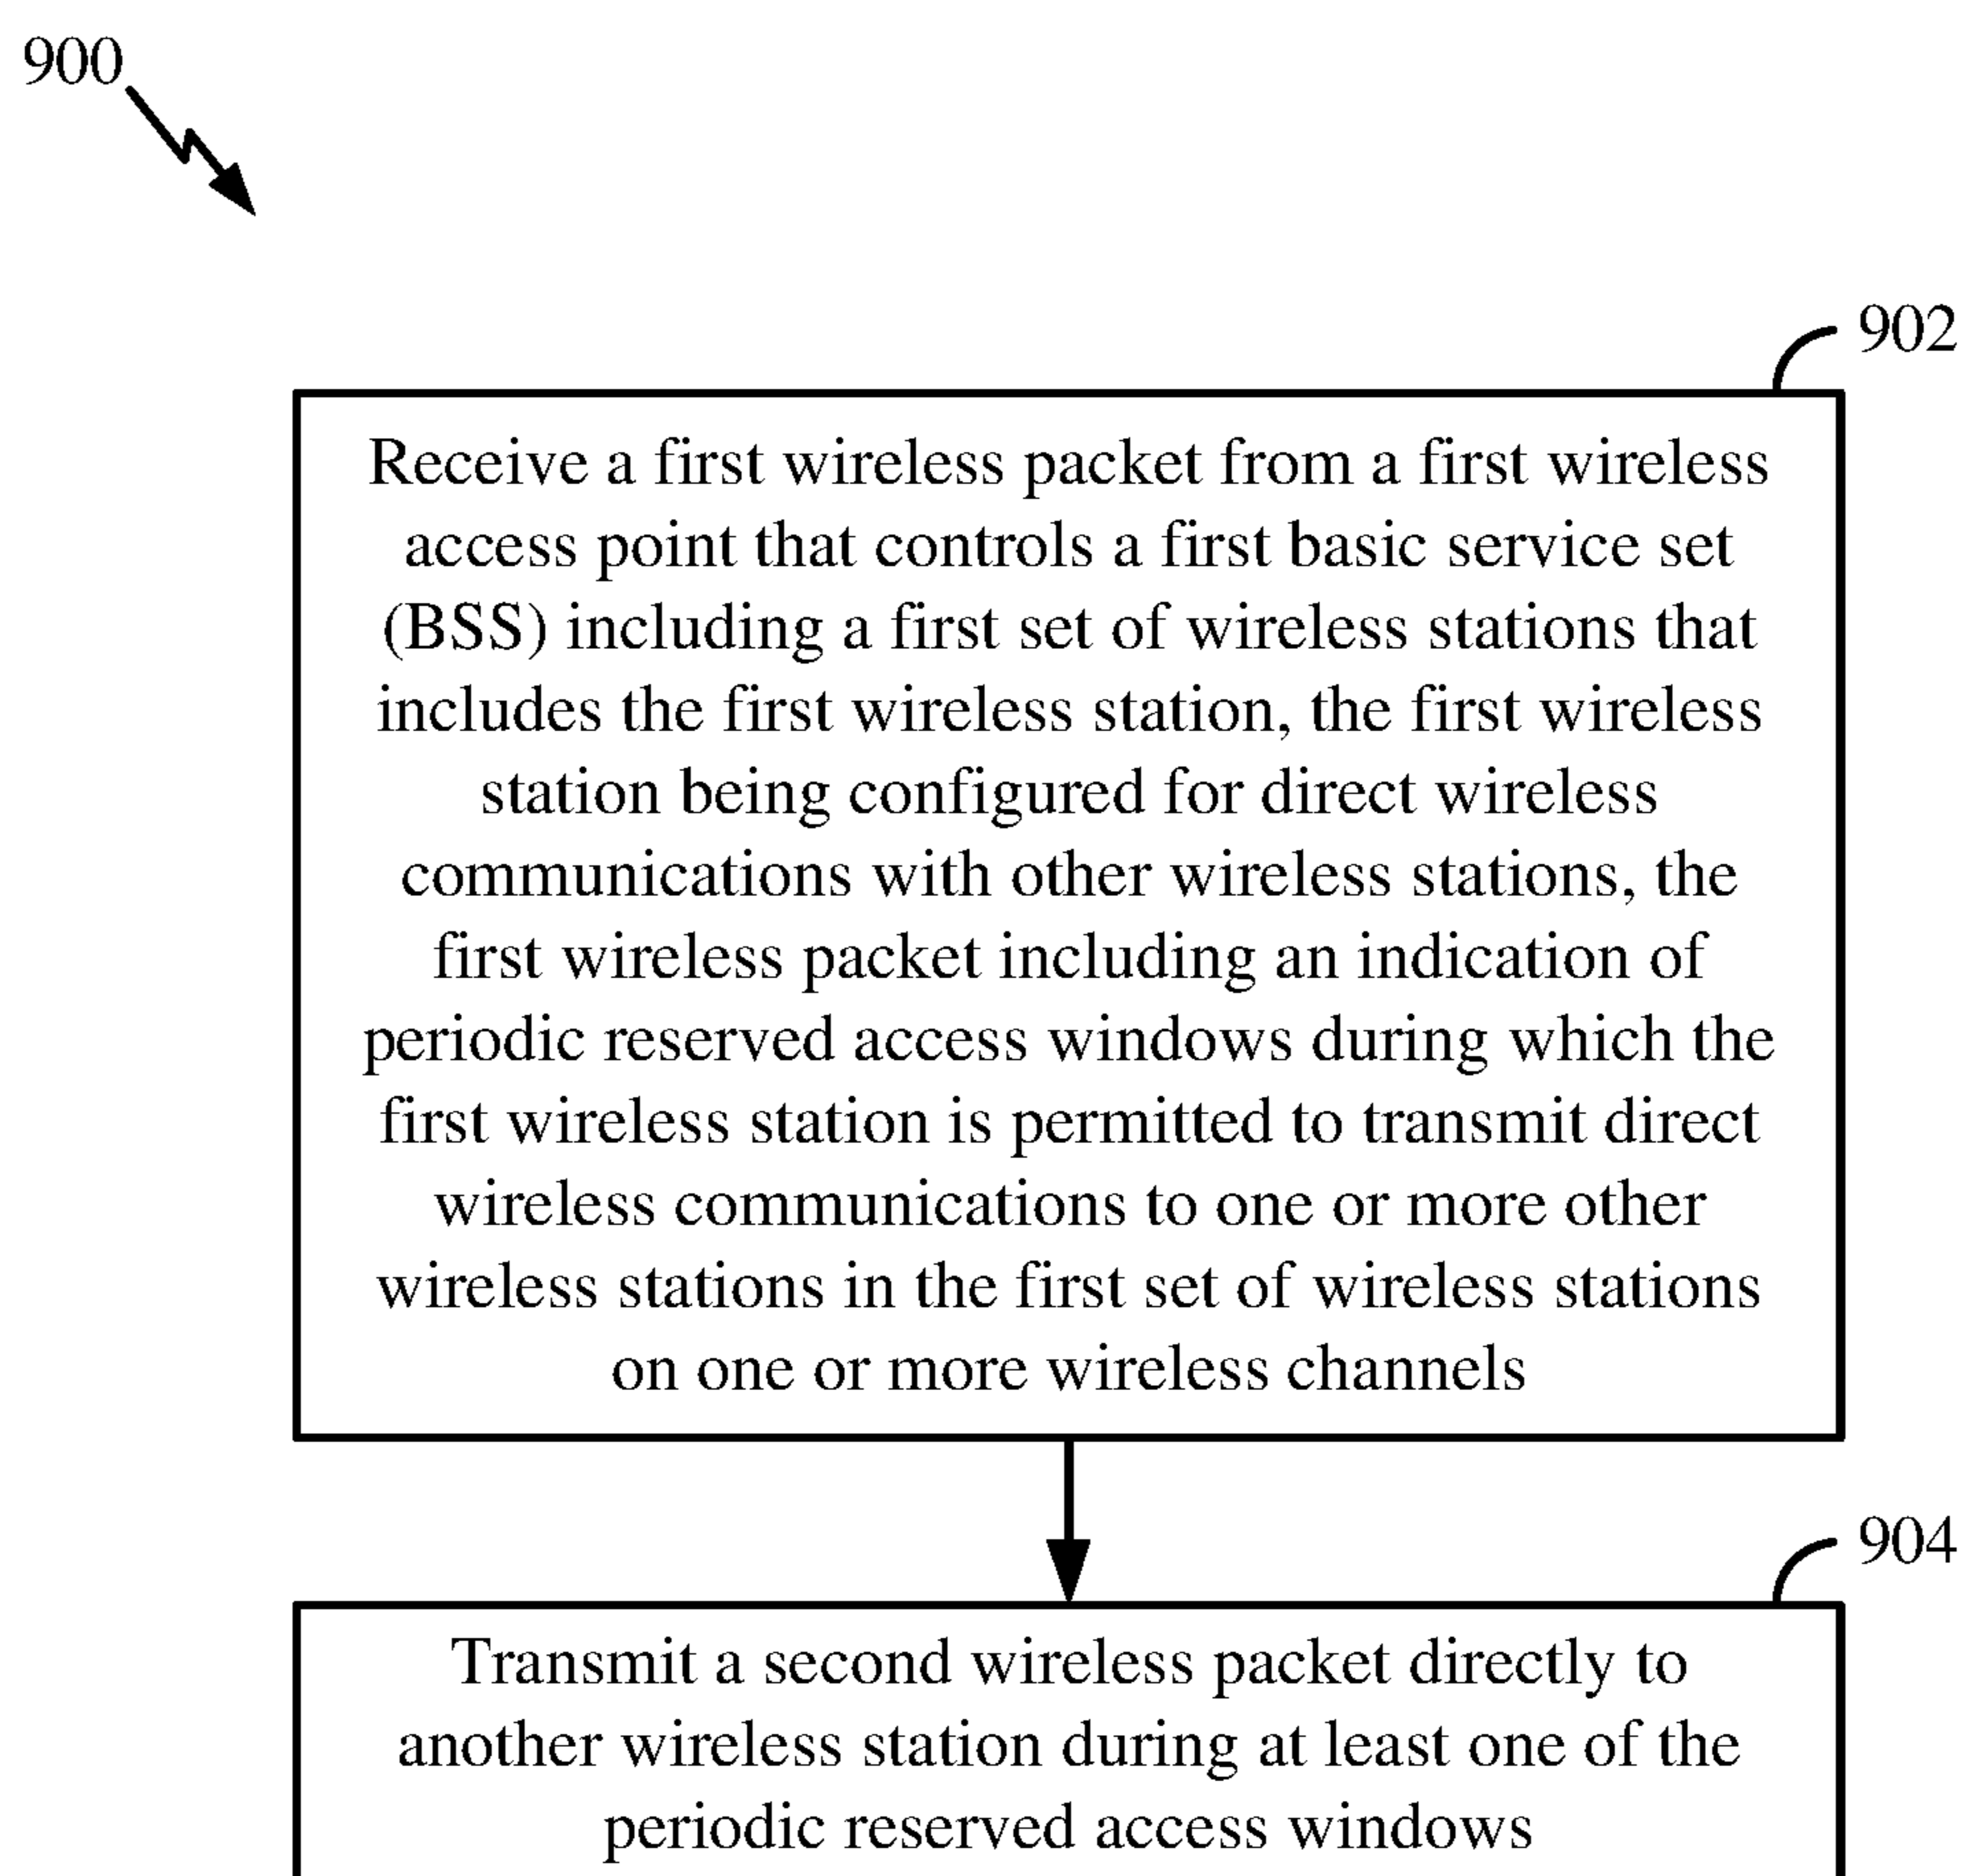 900
902
Receive a first wireless packet from a first wireless
access point that controls a first basic service set
(BSS) including a first set of wireless stations that
includes the first wireless station, the first wireless
station being configured for direct wireless
communications with other wireless stations, the
first wireless packet including an indication of
periodic reserved access windows during which the
first wireless station is permitted to transmit direct
wireless communications to one or more other
wireless stations in the first set of wireless stations
on one or more wireless channels
904
Transmit a second wireless packet directly to
another wireless station during at least one of the
periodic reserved access windows